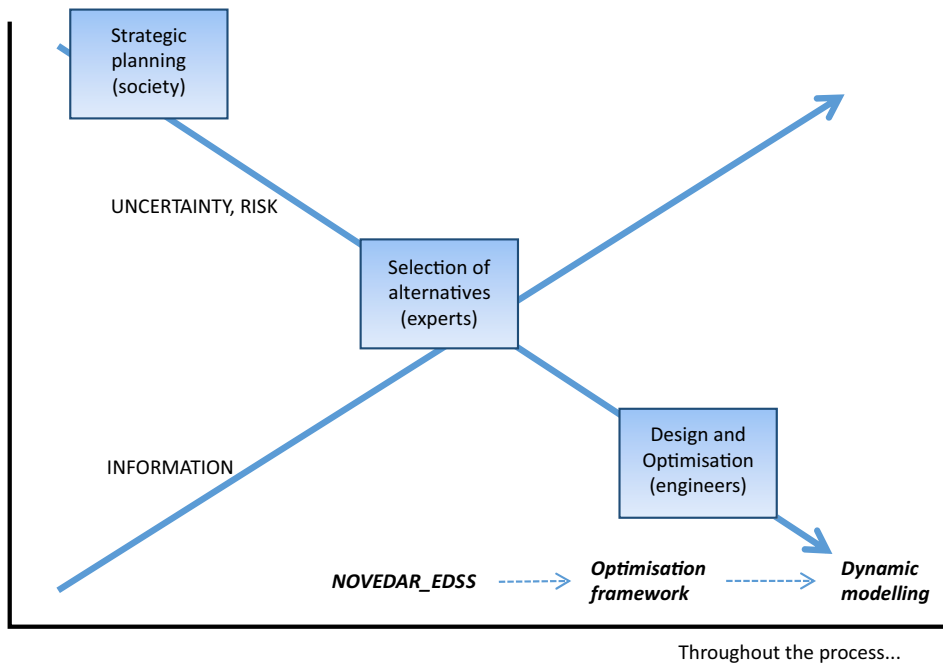 Strategic
planning
(society)
UNCERTAINTY, RISK
Selection of
alternatives
(experts)
INFORMATION
Design and
Optimisation
(engineers)
NOVEDAR_EDSS
Optimisation
framework
Dynamic
modelling
Throughout the process...